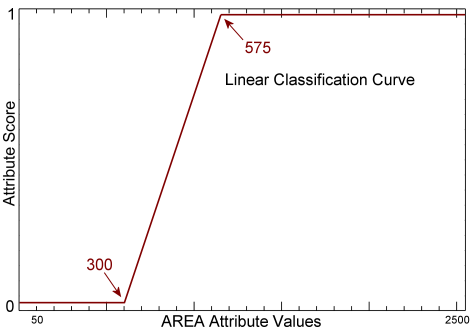 1
575
Linear Classification Curve
Attribute Score
300
0
50
AREA Attribute Values
2500